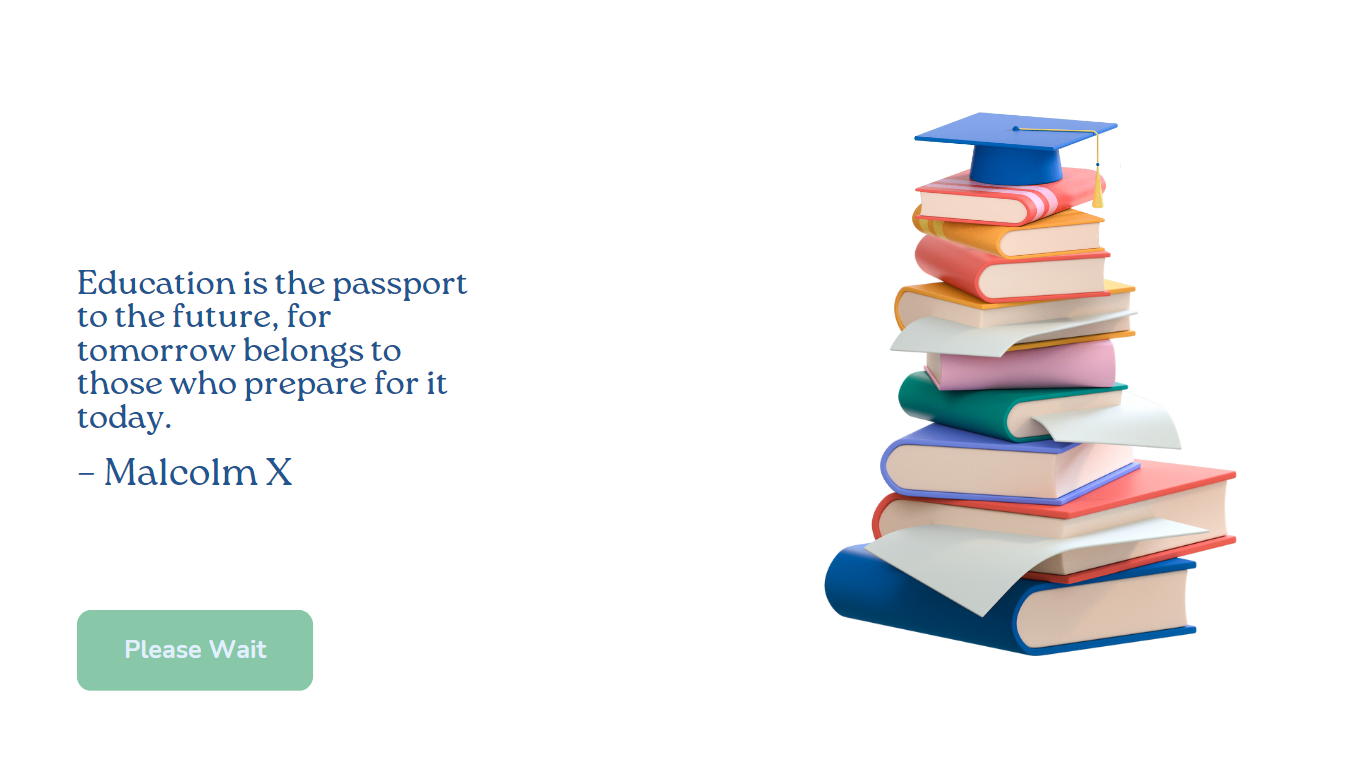 Education is the passport
to the future, for
tomorrow belongs to
those who prepare for it
today.
– Malcolm X
Please Wait